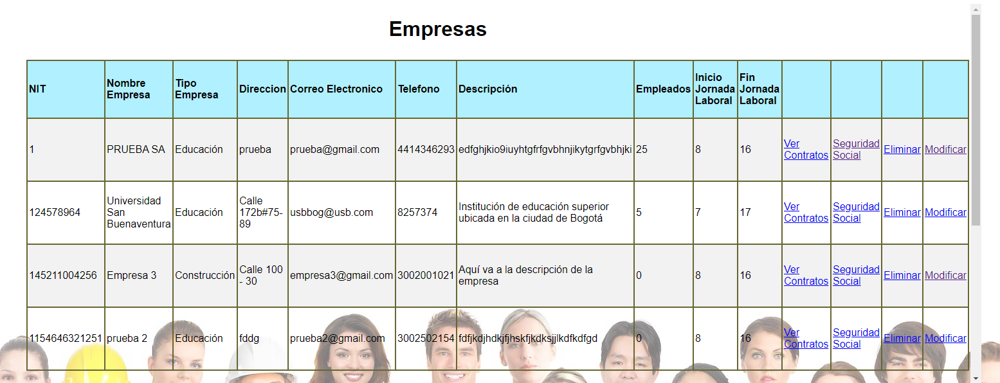 Empresas
NIT Nombre Empresa Tipo Empresa Direccion Correo Electronico Telefono Descripción Empleados Inicio Jornada Laboral Fin Jornada Laboral
1 PRUEBA SA Educación prueba prueba@gmail.com 4414346293 edfghjkio9iuyhtgfrfgvbhnjikytgrfgvbhjki 25 8 16 Ver Contratos Seguridad Social Eliminar Modificar
124578964 Universidad San Buenaventura Educación Calle 172b#75-89 usbbog@usb.com 8257374 Institución de educación superior ubicada en la ciudad de Bogotá 5 7 17 Ver Contratos Seguridad Social Eliminar Modificar
145211004256 Empresa 3 Construcción Calle 100 - 30 empresa3@gmail.com 3002001021 Aquí va a la descripción de la empresa 0 8 16 Ver Contratos Seguridad Social Eliminar Modificar
1154646321251 prueba 2 Educación fddg prueba2@gmail.com 3002502154 fdfjkdjhdkjfjhskfjkdksjjlkdfkdfgd 0 8 16 Ver Contratos Seguridad Social Eliminar Modificar